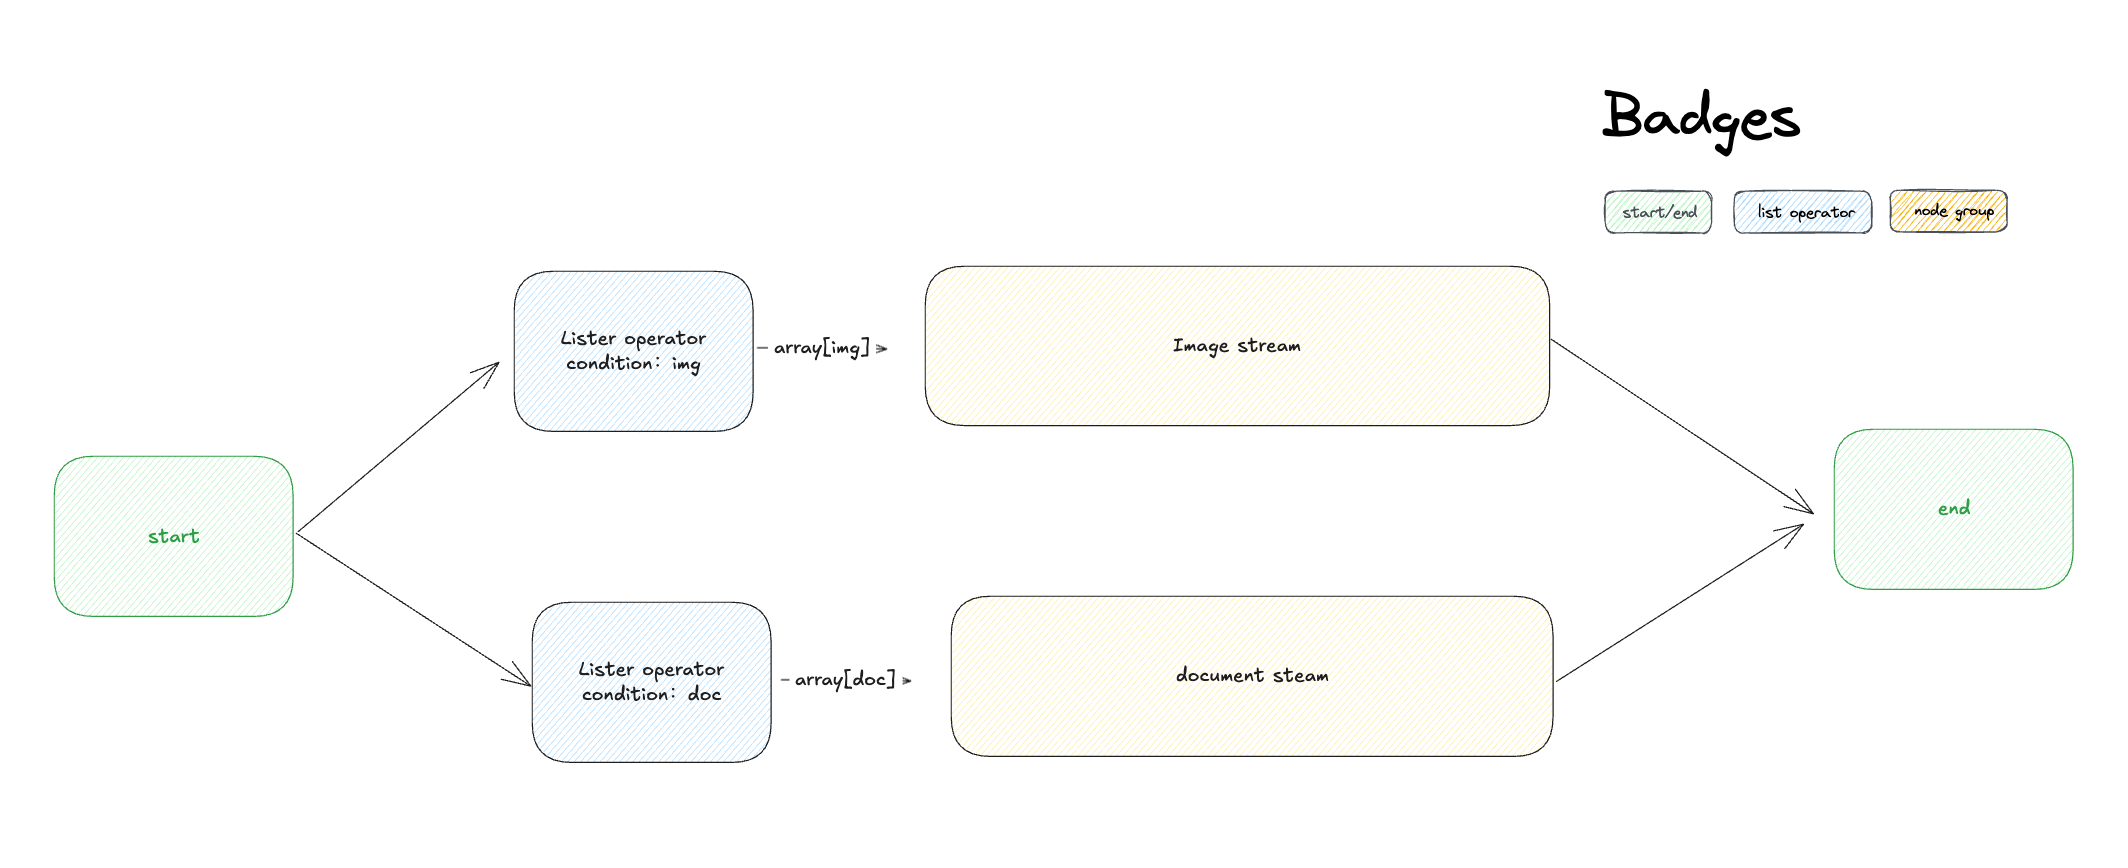 Badges
start/end
list operator
node group
Lister operator
condition: img
array[img]
Image stream
start
end
Lister operator
condition: doc
array[doc]
document steam